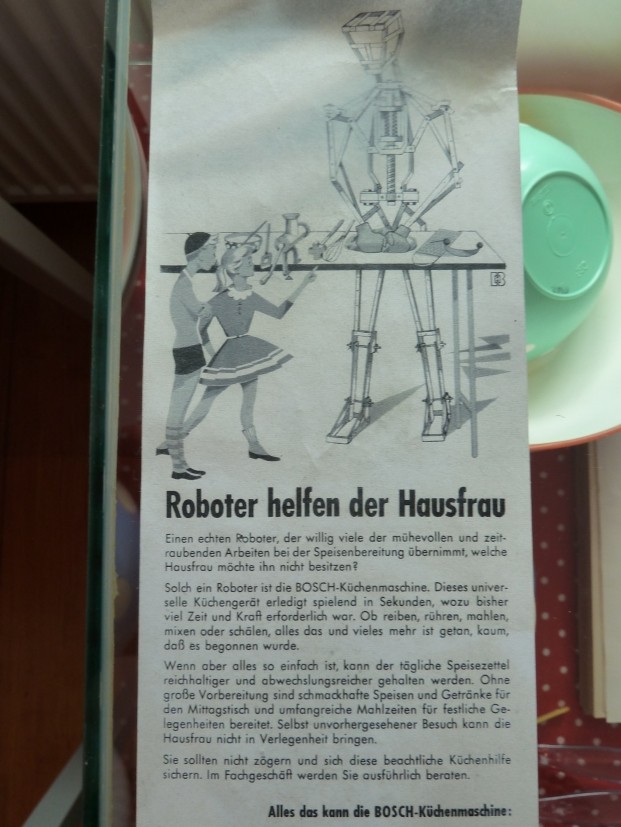 B
Roboter helfen der Hausfrau
Einen echten Roboter, der willig viele der mühevollen und zeit-
raubenden Arbeiten bei der Speisenbereitung übernimmt, welche
Hausfrau möchte ihn nicht besitzen?
Solch ein Roboter ist die BOSCH-Küchenmaschine. Dieses univer-
selle Küchengerät erledigt spielend in Sekunden, wozu bisher
viel Zeit und Kraft erforderlich war. Ob reiben, rühren, mahlen,
mixen oder schälen, alles das und vieles mehr ist getan, kaum,
daß es begonnen wurde.
Wenn aber alles so einfach ist, kann der tägliche Speisezettel
reichhaltiger und abwechslungsreicher gehalten werden. Ohne
große Vorbereitung sind schmackhafte Speisen und Getränke für
den Mittagstisch und umfangreiche Mahlzeiten für festliche Ge-
legenheiten bereitet. Selbst unvorhergesehener Besuch kann die
Hausfrau nicht in Verlegenheit bringen.
Sie sollten nicht zögern und sich diese beachtliche Küchenhilfe
sichern. Im Fachgeschäft werden Sie ausführlich beraten.
Alles das kann die BOSCH-Küchenmaschine: